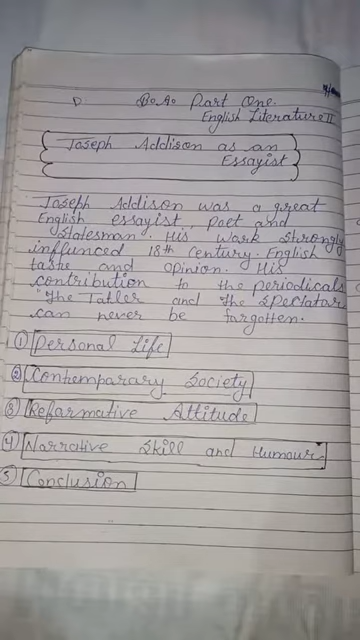 B.A. Part One.
English Literature II
Joseph Addison as an
Essayist
Joseph Addison was a great
English essayist, Poet and
Statesman. His work strongly
influnced 18th Century. English
taste and opinion. His
contribution to the periodicals
"The Tatler and the Spectator
can never be forgotten.
① Personal Life
② Contemparary Society
③ Reformative Attitude
④ Narrative Skill and Humour
⑤ Conclusion